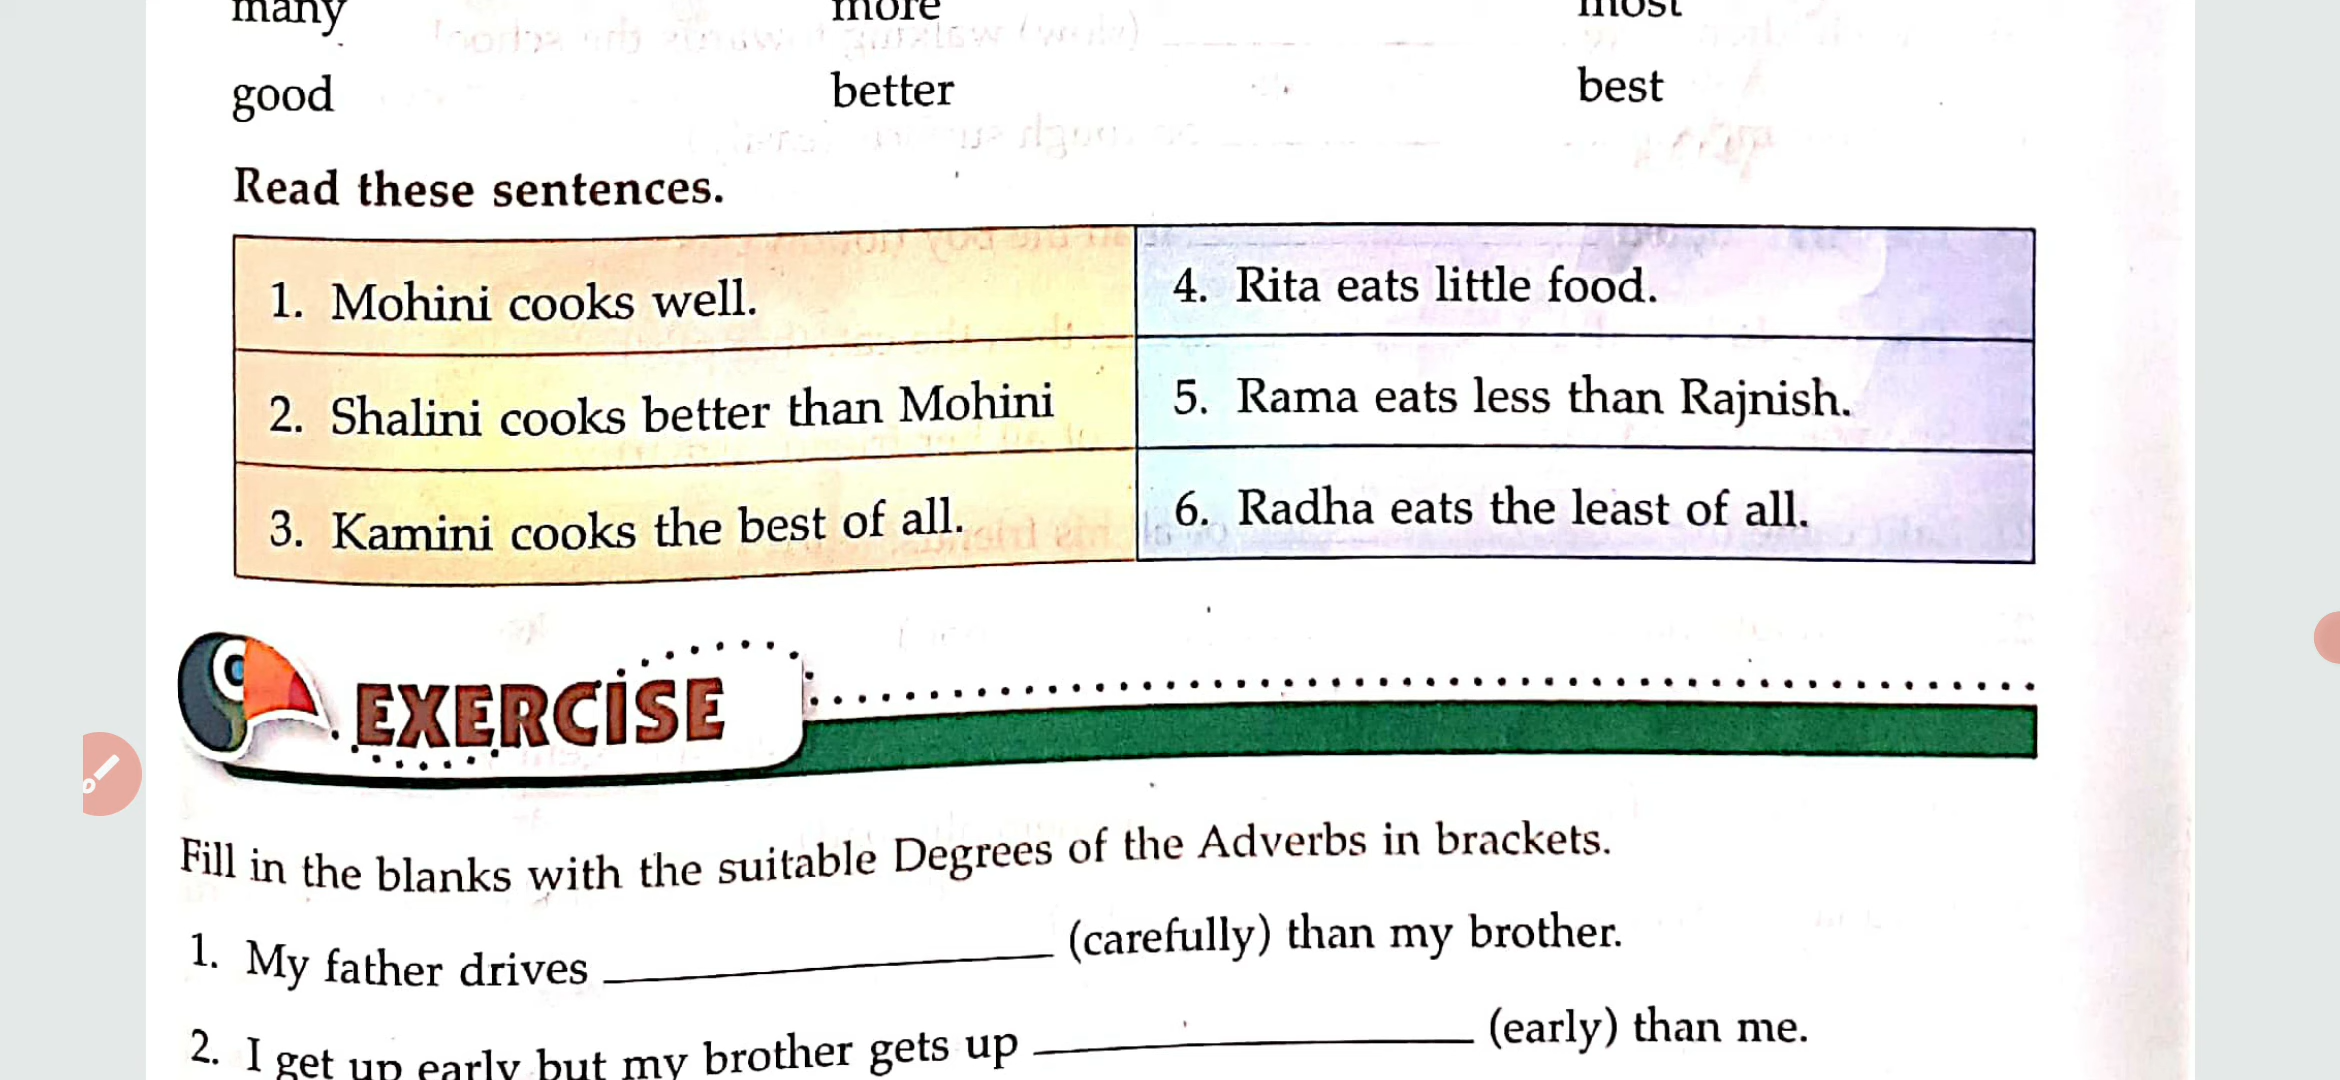 many more most
good better best
Read these sentences.
1. Mohini cooks well.
2. Shalini cooks better than Mohini
3. Kamini cooks the best of all.
4. Rita eats little food.
5. Rama eats less than Rajnish.
6. Radha eats the least of all.
EXERCISE
Fill in the blanks with the suitable Degrees of the Adverbs in brackets.
1. My father drives ____________ (carefully) than my brother.
2. I get up early but my brother gets up ____________ (early) than me.